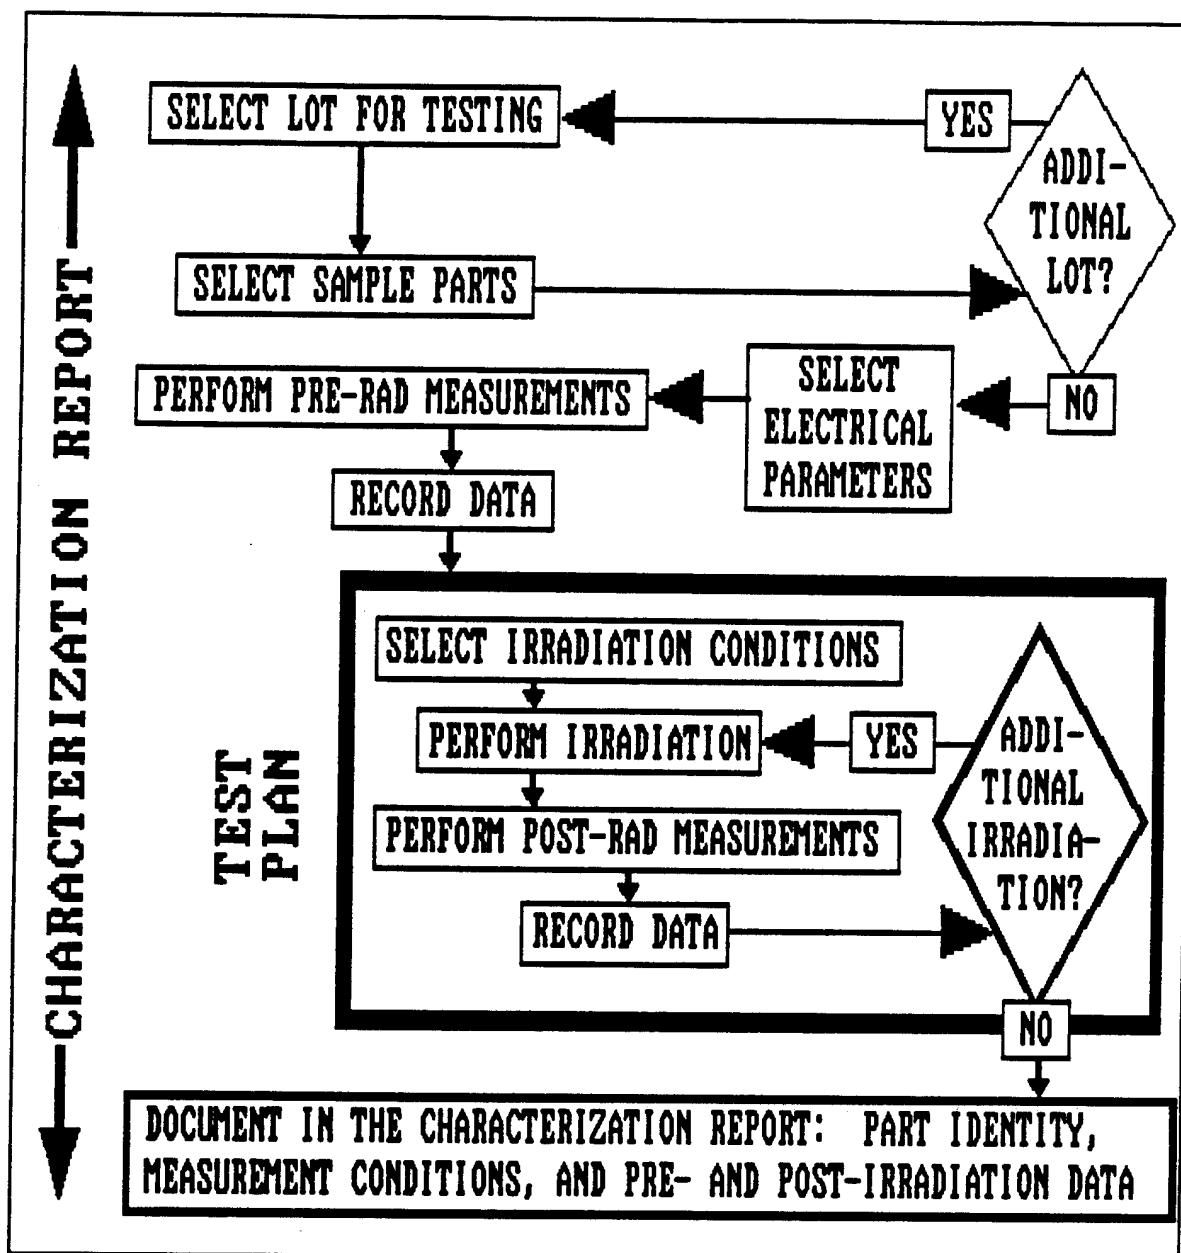 CHARACTERIZATION REPORT
SELECT LOT FOR TESTING
YES
ADDI-
TIONAL
LOT?
SELECT SAMPLE PARTS
NO
SELECT
ELECTRICAL
PARAMETERS
PERFORM PRE-RAD MEASUREMENTS
RECORD DATA
TEST
PLAN
SELECT IRRADIATION CONDITIONS
PERFORM IRRADIATION
YES
ADDI-
TIONAL
IRRADIA-
TION?
PERFORM POST-RAD MEASUREMENTS
RECORD DATA
NO
DOCUMENT IN THE CHARACTERIZATION REPORT: PART IDENTITY,
MEASUREMENT CONDITIONS, AND PRE- AND POST-IRRADIATION DATA